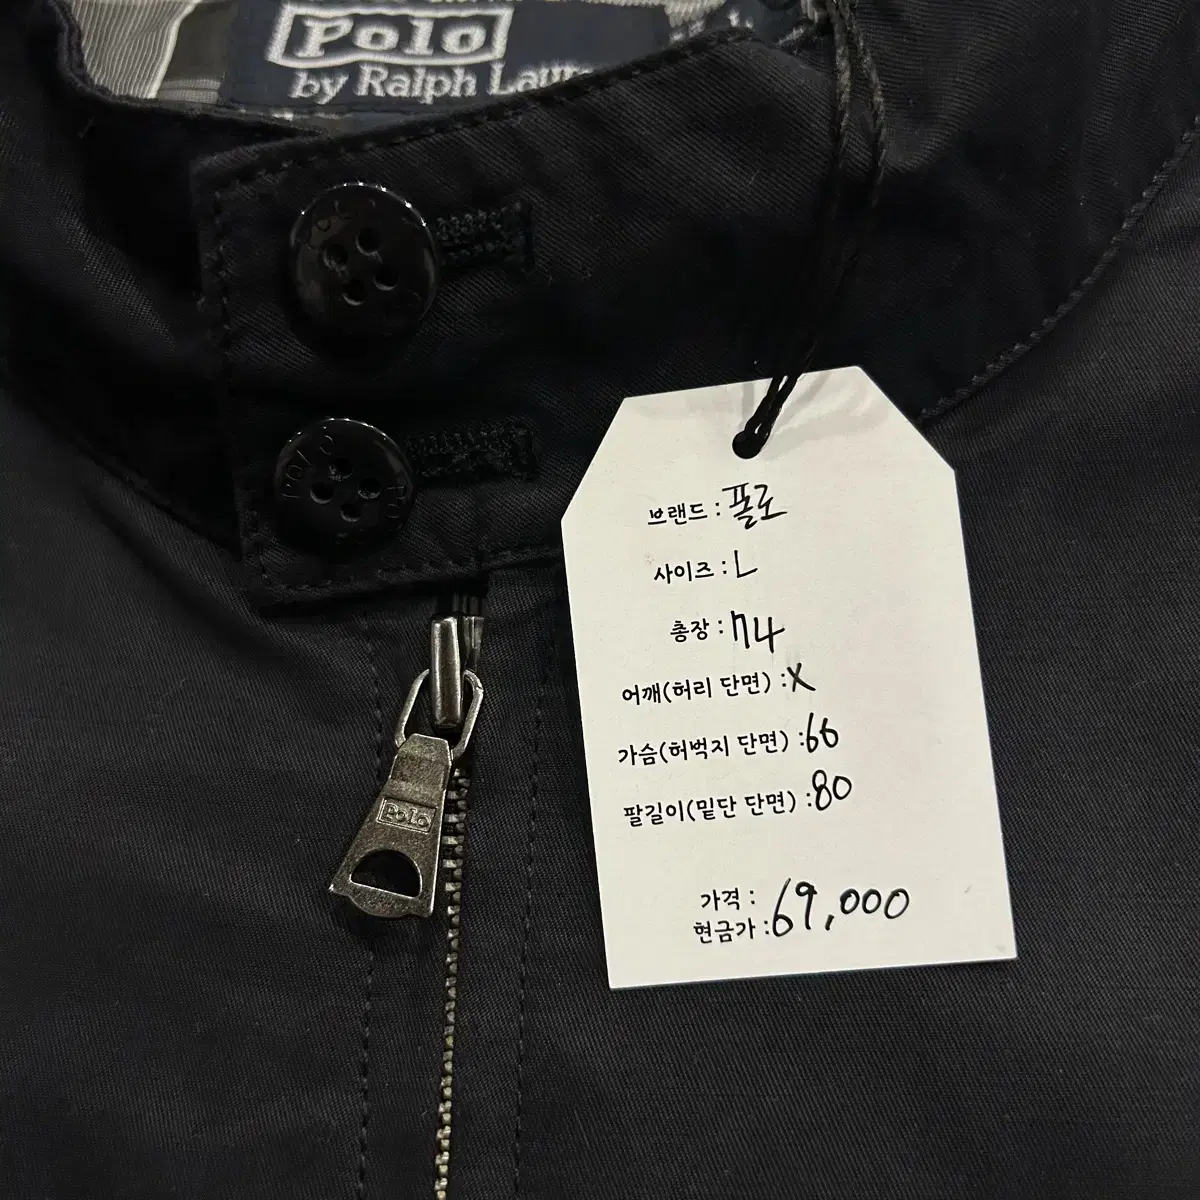 Polo
by Ralph Lau
브랜드 : 폴로
사이즈 : L
총장 : 74
어깨(허리 단면) : X
가슴(허벅지 단면) : 66
팔길이(밑단 단면) : 80
가격 :
현금가 : 69,000
Polo